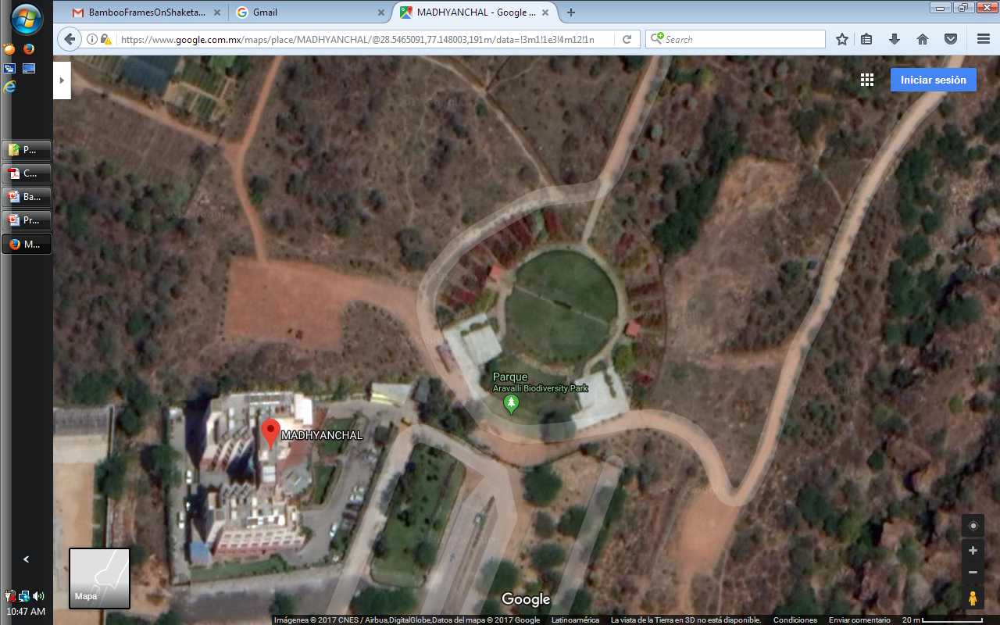 BambooFramesOnShaketa...
Gmail
MADHYANCHAL - Google ...
https://www.google.com.mx/maps/place/MADHYANCHAL/@28.5465091,77.148003,191m/data=!3m1!1e3!4m12!1m
Search
Iniciar sesión
P...
C...
Ba...
Pr...
M...
Parque
Aravalli Biodiversity Park
MADHYANCHAL
Mapa
Google
10:47 AM
Imágenes © 2017 CNES / Airbus,DigitalGlobe,Datos del mapa © 2017 Google Latinoamérica La vista de la Tierra en 3D no está disponible. Condiciones Enviar comentario 20 m